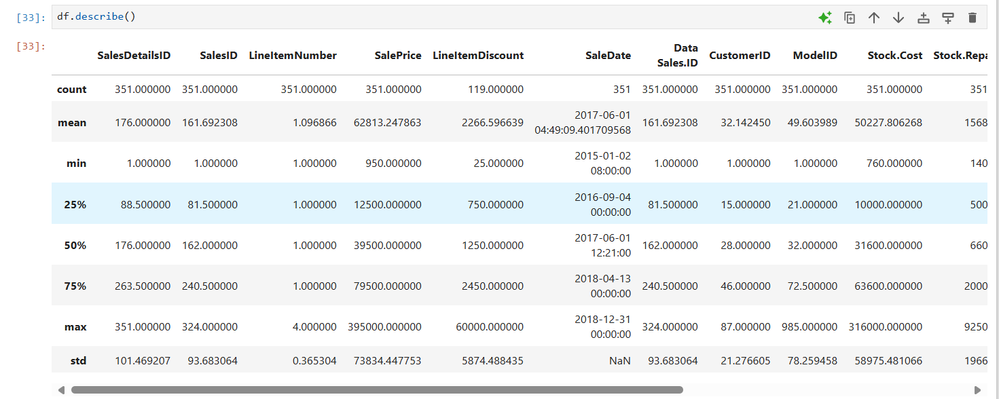 [33]: df.describe()
[33]:
SalesDetailsID SalesID LineItemNumber SalePrice LineItemDiscount SaleDate Data Sales.ID CustomerID ModelID Stock.Cost Stock.Repa
count 351.000000 351.000000 351.000000 351.000000 119.000000 351 351.000000 351.000000 351.000000 351.000000 351
mean 176.000000 161.692308 1.096866 62813.247863 2266.596639 2017-06-01 04:49:09.401709568 161.692308 32.142450 49.603989 50227.806268 1568
min 1.000000 1.000000 1.000000 950.000000 25.000000 2015-01-02 08:00:00 1.000000 1.000000 1.000000 760.000000 140
25% 88.500000 81.500000 1.000000 12500.000000 750.000000 2016-09-04 00:00:00 81.500000 15.000000 21.000000 10000.000000 500
50% 176.000000 162.000000 1.000000 39500.000000 1250.000000 2017-06-01 12:21:00 162.000000 28.000000 32.000000 31600.000000 660
75% 263.500000 240.500000 1.000000 79500.000000 2450.000000 2018-04-13 00:00:00 240.500000 46.000000 72.500000 63600.000000 2000
max 351.000000 324.000000 4.000000 395000.000000 60000.000000 2018-12-31 00:00:00 324.000000 87.000000 985.000000 316000.000000 9250
std 101.469207 93.683064 0.365304 73834.447753 5874.488435 NaN 93.683064 21.276605 78.259458 58975.481066 1966